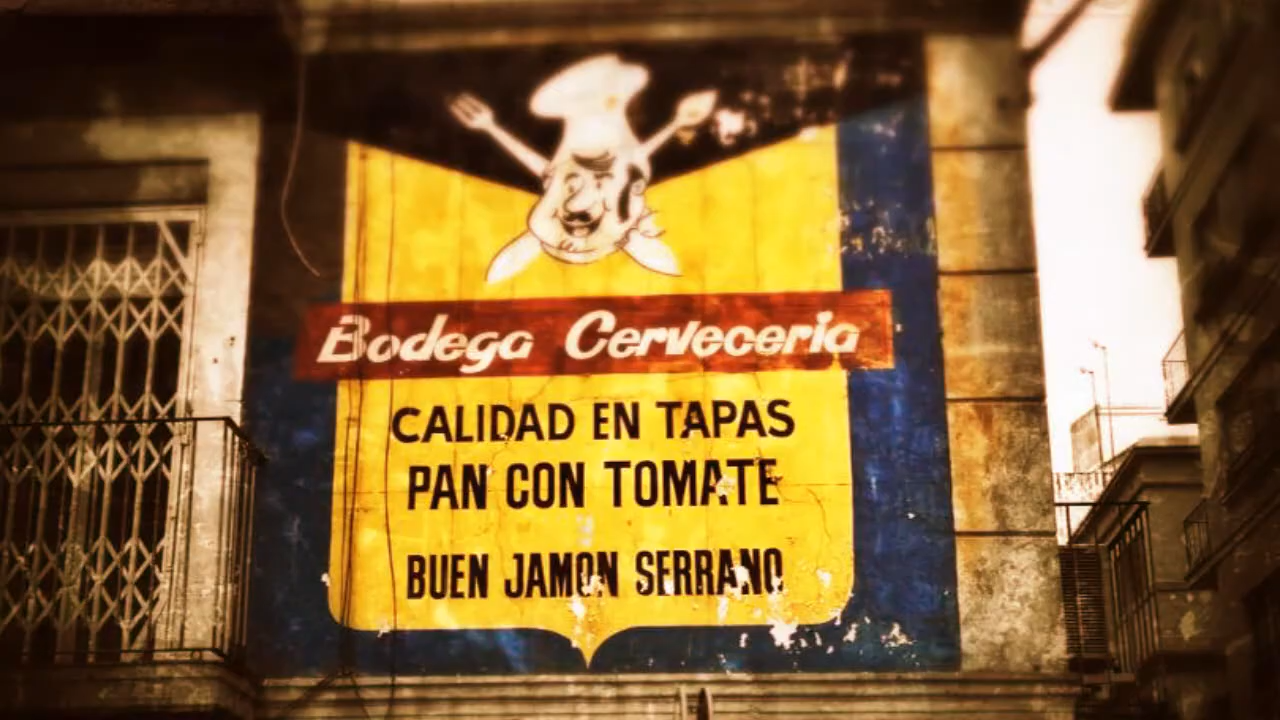 Bodega Cerveceria
CALIDAD EN TAPAS
PAN CON TOMATE
BUEN JAMON SERRANO